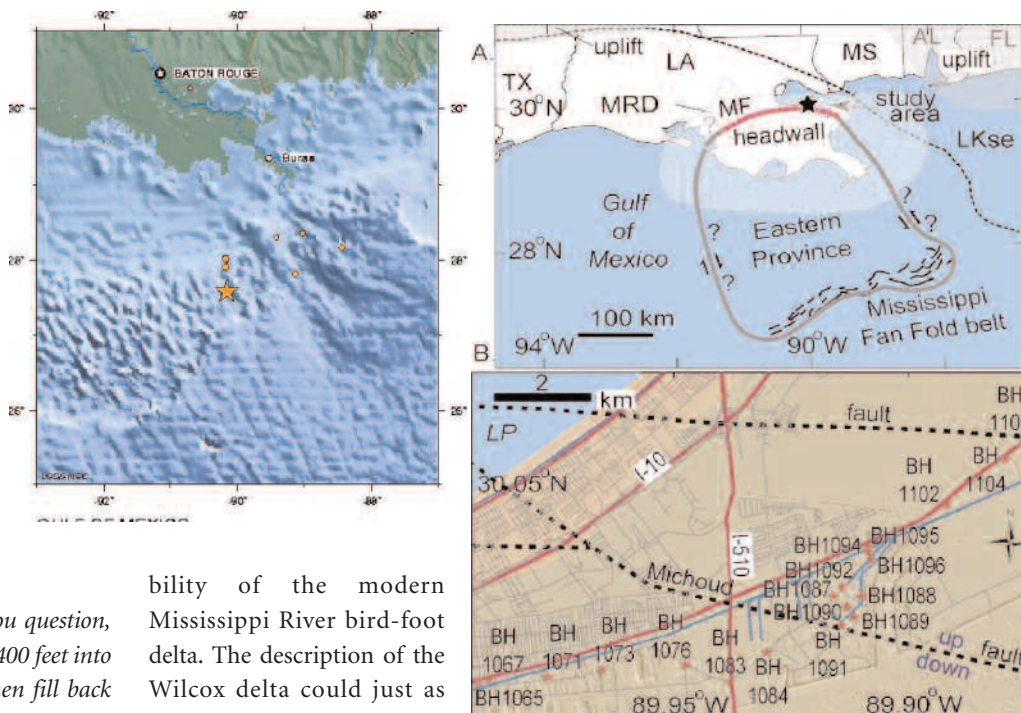 -92°
-90°
-88°
BATON ROUGE
30°
30°
Buras
28°
28°
26°
26°
-92°
-90°
-88°
A.
uplift
LA
MS
AL
FL
uplift
TX
30°N
MRD
MF
study
area
?
headwall
LKse
Gulf
of
Mexico
?
?
?
?
Eastern
Province
28°N
Mississippi
Fan Fold belt
100 km
94°W
90°W
B.
2
km
LP
fault
BH
110
I-10
30.05°N
BH
1102
BH
1104
I-510
BH1094
BH1095
BH1092
BH1096
Michoud
BH1087
BH1088
BH1090
BH1089
N
BH
1067
BH
1071
BH
1073
BH
1076
BH
1083
BH
1084
BH
1091
up
down
fault
BH1065
89.95°W
89.90°W
ou question,
400 feet into
en fill back
bility of the modern
Mississippi River bird-foot
delta. The description of the
Wilcox delta could just as